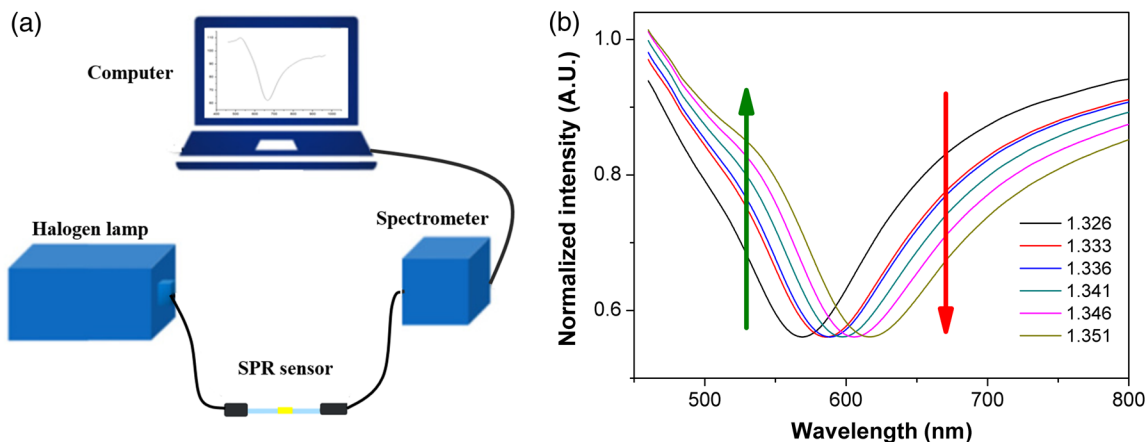 (a)
Computer
Halogen lamp
Spectrometer
SPR sensor
(b)
Normalized intensity (A.U.)
1.0
0.8
0.6
1.326
1.333
1.336
1.341
1.346
1.351
500
600
700
800
Wavelength (nm)